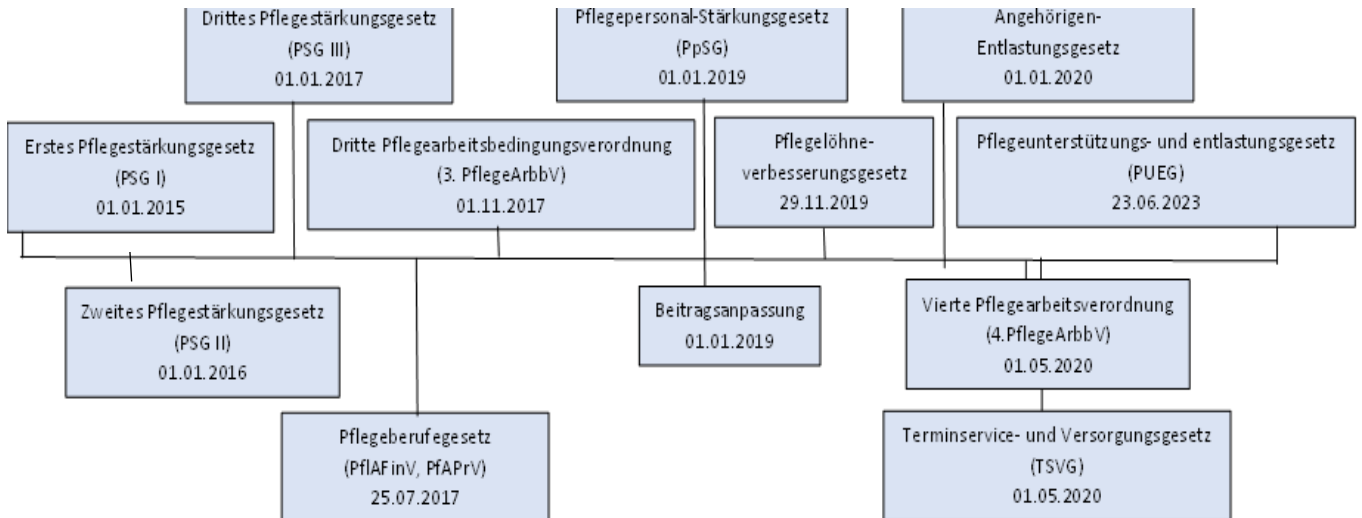 Drittes Pflegestärkungsgesetz
(PSG III)
01.01.2017
Pflegepersonal-Stärkungsgesetz
(PpSG)
01.01.2019
Angehörigen-
Entlastungsgesetz
01.01.2020
Erstes Pflegestärkungsgesetz
(PSG I)
01.01.2015
Dritte Pflegearbeitsbedingungsverordnung
(3. PflegeArbbV)
01.11.2017
Pflegelöhne-
verbesserungsgesetz
29.11.2019
Pflegeunterstützungs- und entlastungsgesetz
(PUEG)
23.06.2023
Zweites Pflegestärkungsgesetz
(PSG II)
01.01.2016
Beitragsanpassung
01.01.2019
Vierte Pflegearbeitsverordnung
(4.PflegeArbbV)
01.05.2020
Pflegeberufegesetz
(PflAFinV, PfAPrV)
25.07.2017
Terminservice- und Versorgungsgesetz
(TSVG)
01.05.2020